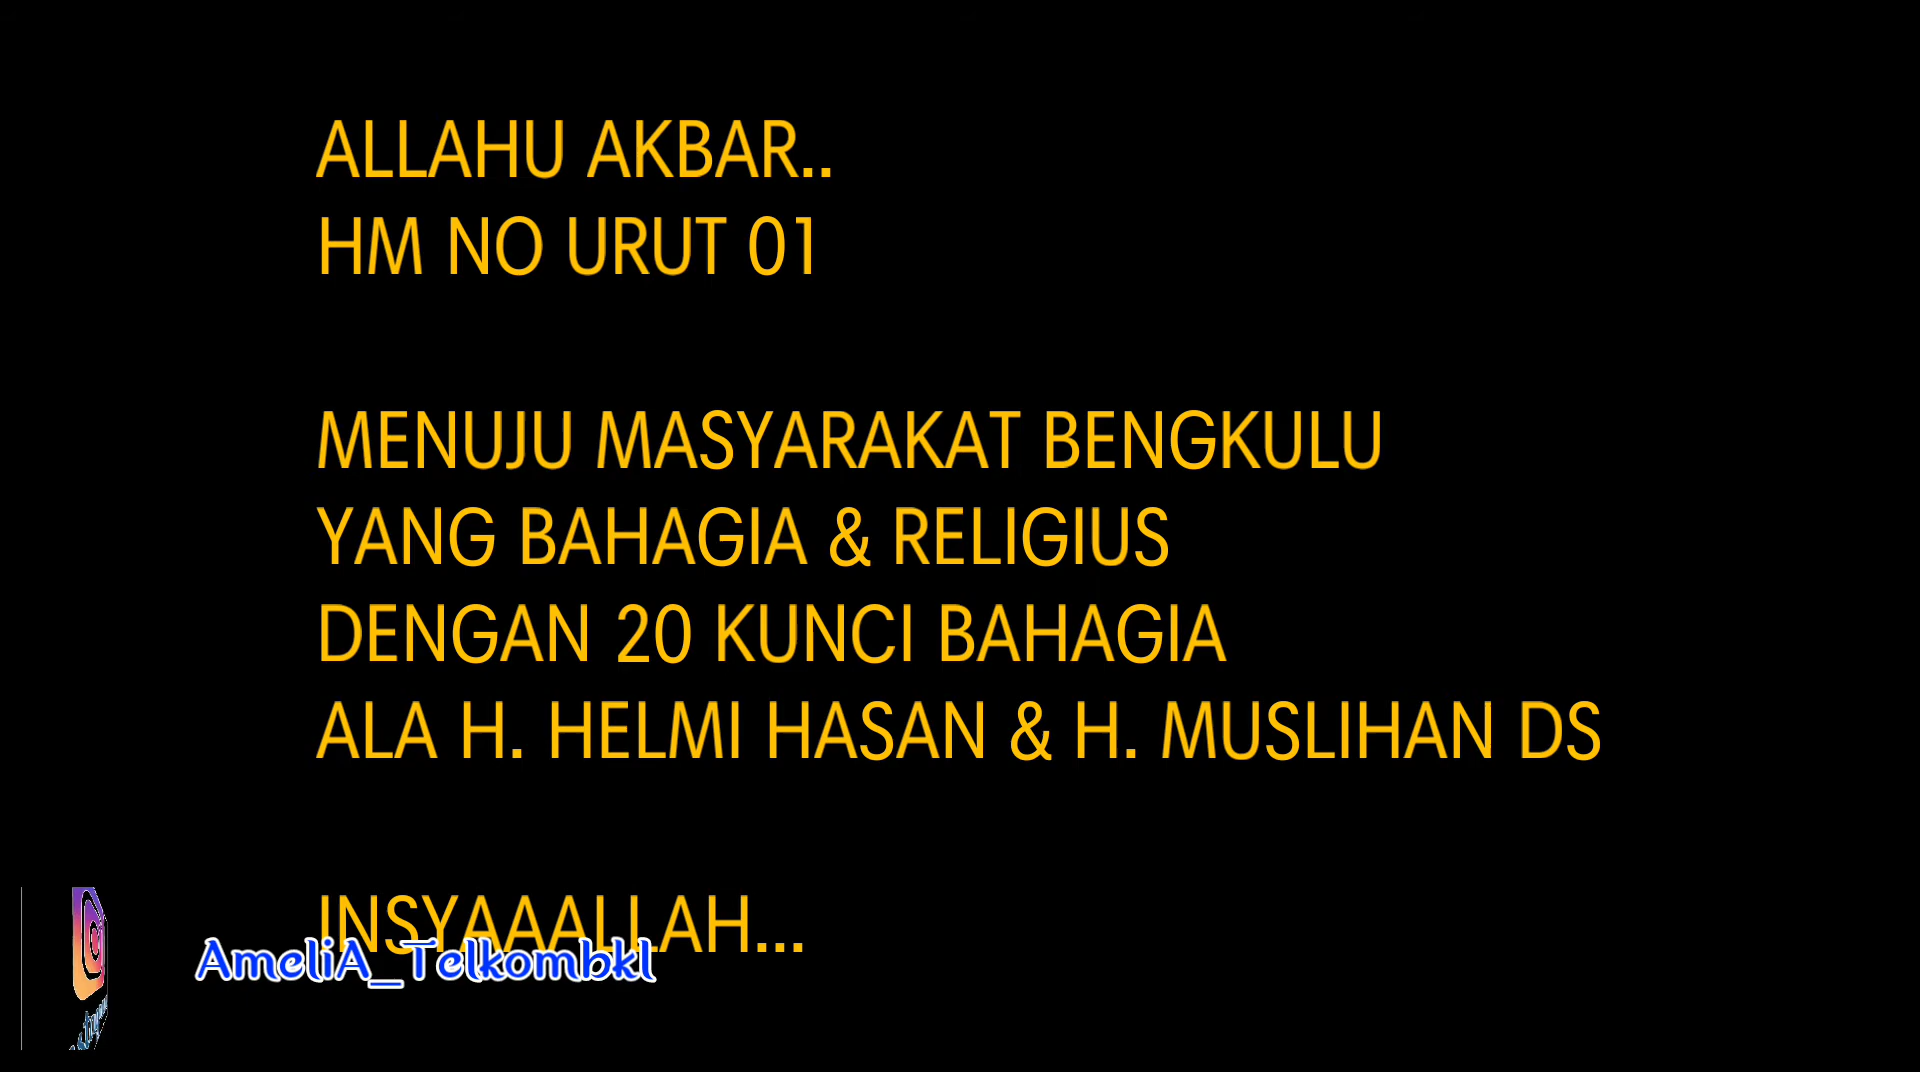 ALLAHU AKBAR..
HM NO URUT 01
MENUJU MASYARAKAT BENGKULU
YANG BAHAGIA & RELIGIUS
DENGAN 20 KUNCI BAHAGIA
ALA H. HELMI HASAN & H. MUSLIHAN DS
INSYAAALLAH...
AmeliA_Telkombkl